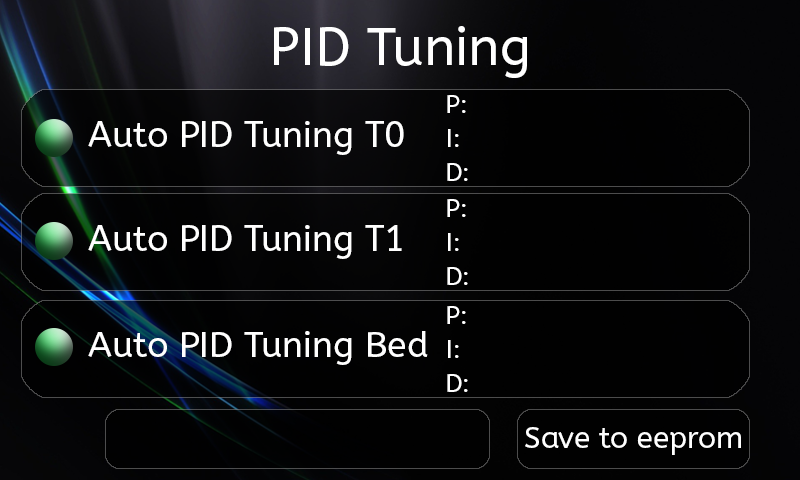 PID Tuning
Auto PID Tuning T0
P:
I:
D:
Auto PID Tuning T1
P:
I:
D:
Auto PID Tuning Bed
P:
I:
D:
Save to eeprom